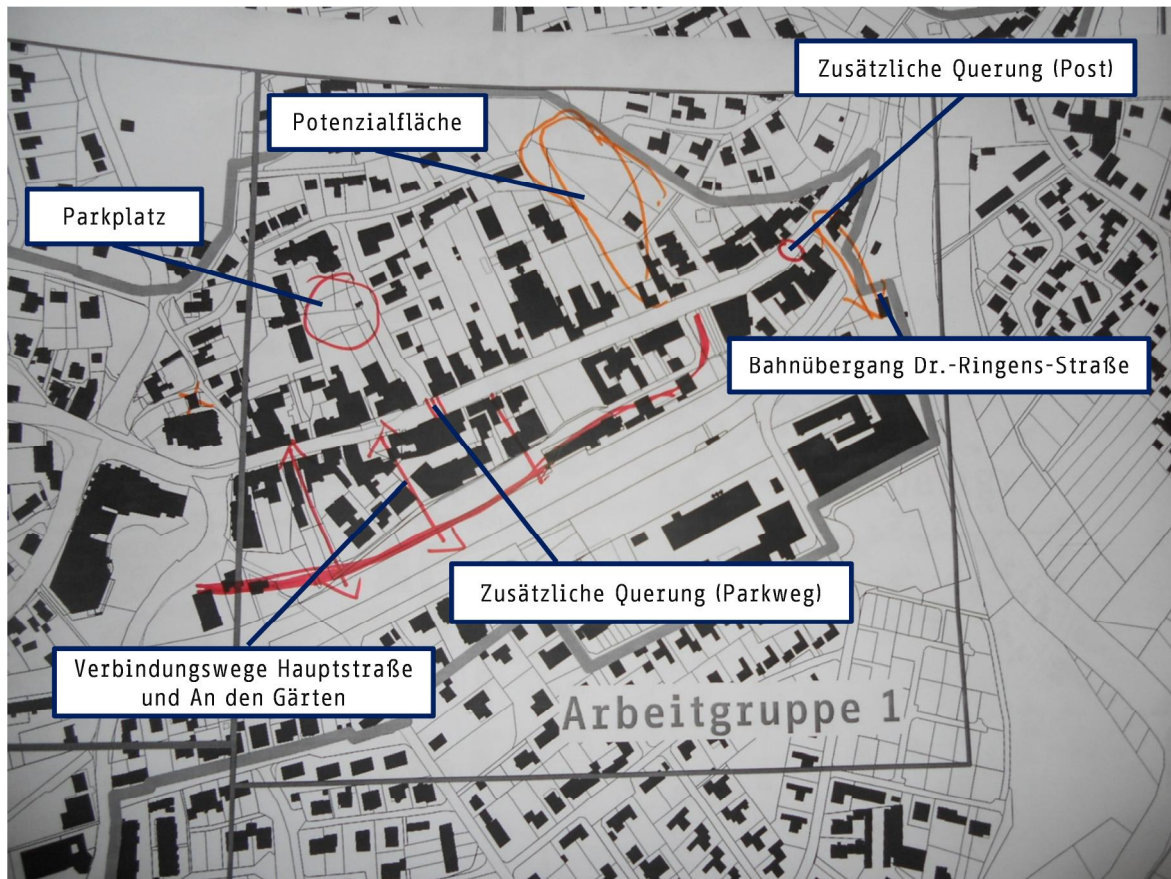 Zusätzliche Querung (Post)
Potenzialfläche
Parkplatz
Bahnübergang Dr.-Ringens-Straße
Zusätzliche Querung (Parkweg)
Verbindungswege Hauptstraße
und An den Gärten
Arbeitgruppe 1